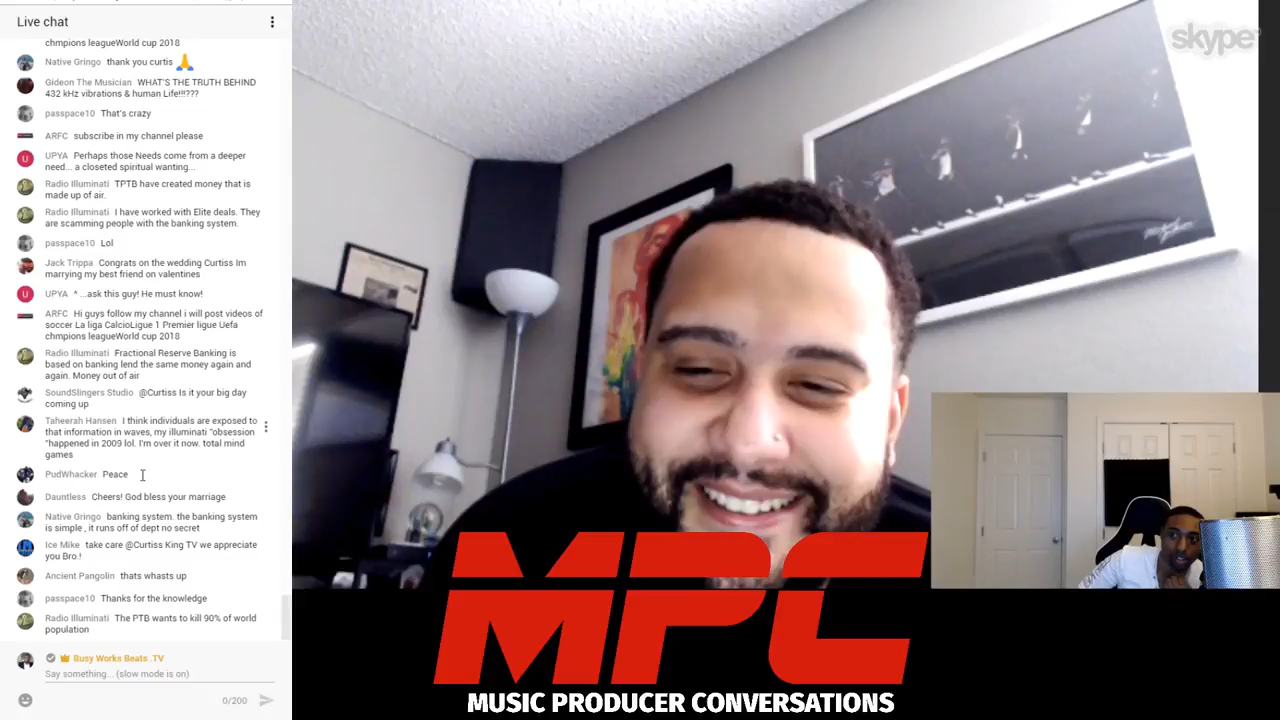 Live chat
chmpions leagueWorld cup 2018
Native Gringo thank you curtis 🙏
Gideon The Musician WHAT'S THE TRUTH BEHIND
432 kHz vibrations & human Life!!!???
passpace10 That's crazy
ARFC subscribe in my channel please
U UPYA Perhaps those Needs come from a deeper
need... a closeted spiritual wanting...
Radio Illuminati TPTB have created money that is
made up of air.
Radio Illuminati I have worked with Elite deals. They
are scamming people with the banking system.
passpace10 Lol
Jack Trippa Congrats on the wedding Curtiss Im
marrying my best friend on valentines
U UPYA ^ ...ask this guy! He must know!
ARFC Hi guys follow my channel i will post videos of
soccer La liga CalcioLigue 1 Premier ligue Uefa
chmpions leagueWorld cup 2018
Radio Illuminati Fractional Reserve Banking is
based on banking lend the same money again and
again. Money out of air
SoundSlingers Studio @Curtiss Is it your big day
coming up
Taheerah Hansen I think individuals are exposed to
that information in waves, my illuminati "obsession
"happened in 2009 lol. I'm over it now. total mind
games
PudWhacker Peace
Dauntless Cheers! God bless your marriage
Native Gringo banking system. the banking system
is simple , it runs off of dept no secret
Ice Mike take care @Curtiss King TV we appreciate
you Bro.!
Ancient Pangolin thats whasts up
passpace10 Thanks for the knowledge
Radio Illuminati The PTB wants to kill 90% of world
population
Busy Works Beats .TV
Say something... (slow mode is on)
0/200
skype
MPC
MUSIC PRODUCER CONVERSATIONS